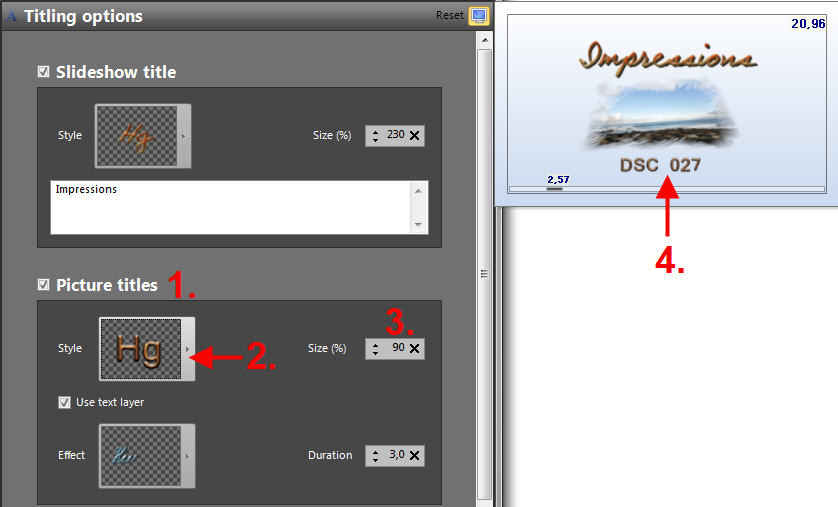 A Titling options
Reset
Slideshow title
Style
Hg
Size (%)
230
Impressions
Picture titles
1.
Style
Hg
2.
Size (%)
3.
90
Use text layer
Effect
Duration
3,0
20,96
Impressions
DSC 027
2,57
4.